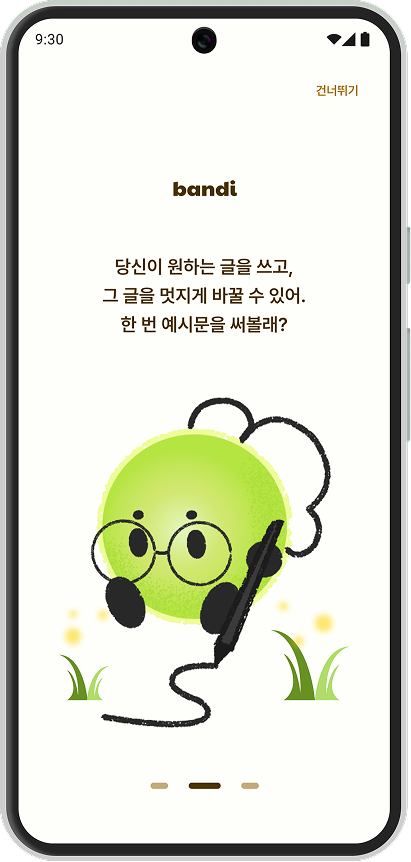 9:30
건너뛰기
bandi
당신이 원하는 글을 쓰고,
그 글을 멋지게 바꿀 수 있어.
한 번 예시문을 써볼래?